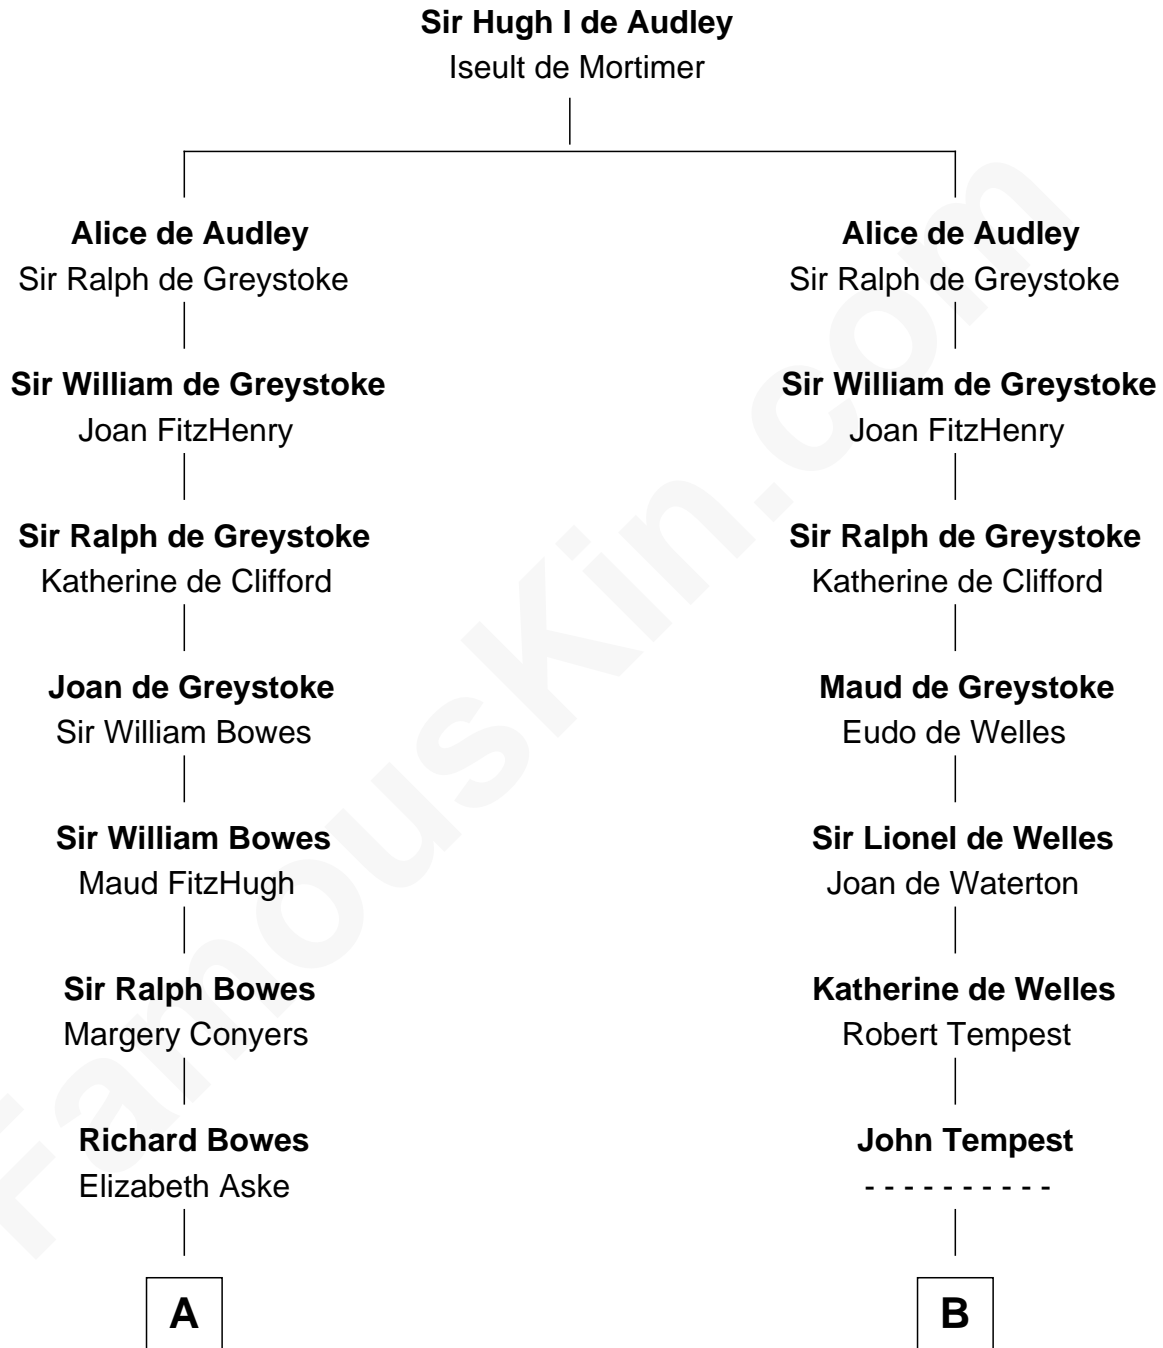 Sir Hugh I de Audley
Iseult de Mortimer
Alice de Audley
Sir Ralph de Greystoke
Alice de Audley
Sir Ralph de Greystoke
Sir William de Greystoke
Joan FitzHenry
Sir William de Greystoke
Joan FitzHenry
Sir Ralph de Greystoke
Katherine de Clifford
Sir Ralph de Greystoke
Katherine de Clifford
Joan de Greystoke
Sir William Bowes
Maud de Greystoke
Eudo de Welles
Sir William Bowes
Maud FitzHugh
Sir Lionel de Welles
Joan de Waterton
Sir Ralph Bowes
Margery Conyers
Katherine de Welles
Robert Tempest
Richard Bowes
Elizabeth Aske
John Tempest
- - - - - - - - - -
A
B
FamousKin.com